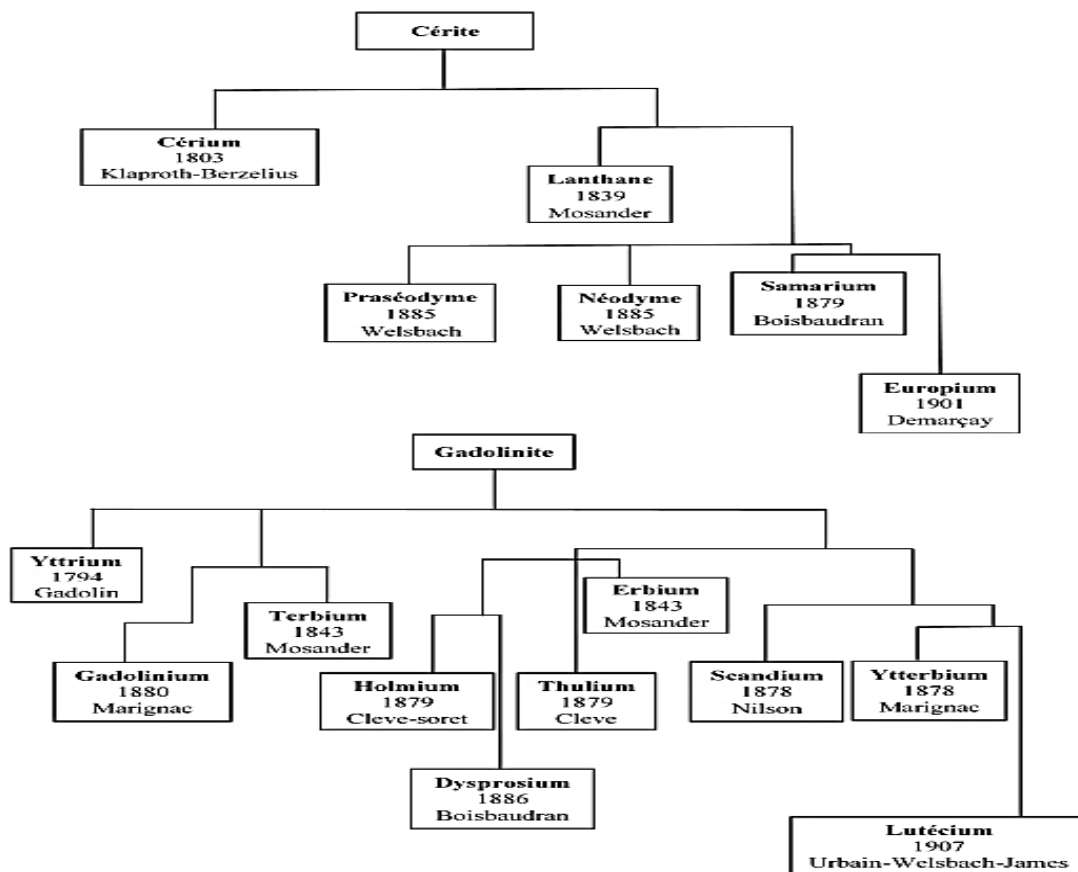 Cérite
Cérium
1803
Klaproth-Berzelius
Lanthane
1839
Mosander
Praséodyme
1885
Welsbach
Néodyme
1885
Welsbach
Samarium
1879
Boisbaudran
Europium
1901
Demarçay
Gadolinite
Yttrium
1794
Gadolin
Terbium
1843
Mosander
Erbium
1843
Mosander
Gadolinium
1880
Marignac
Holmium
1879
Cleve-soret
Thulium
1879
Cleve
Scandium
1878
Nilson
Ytterbium
1878
Marignac
Dysprosium
1886
Boisbaudran
Lutécium
1907
Urbain-Welsbach-James